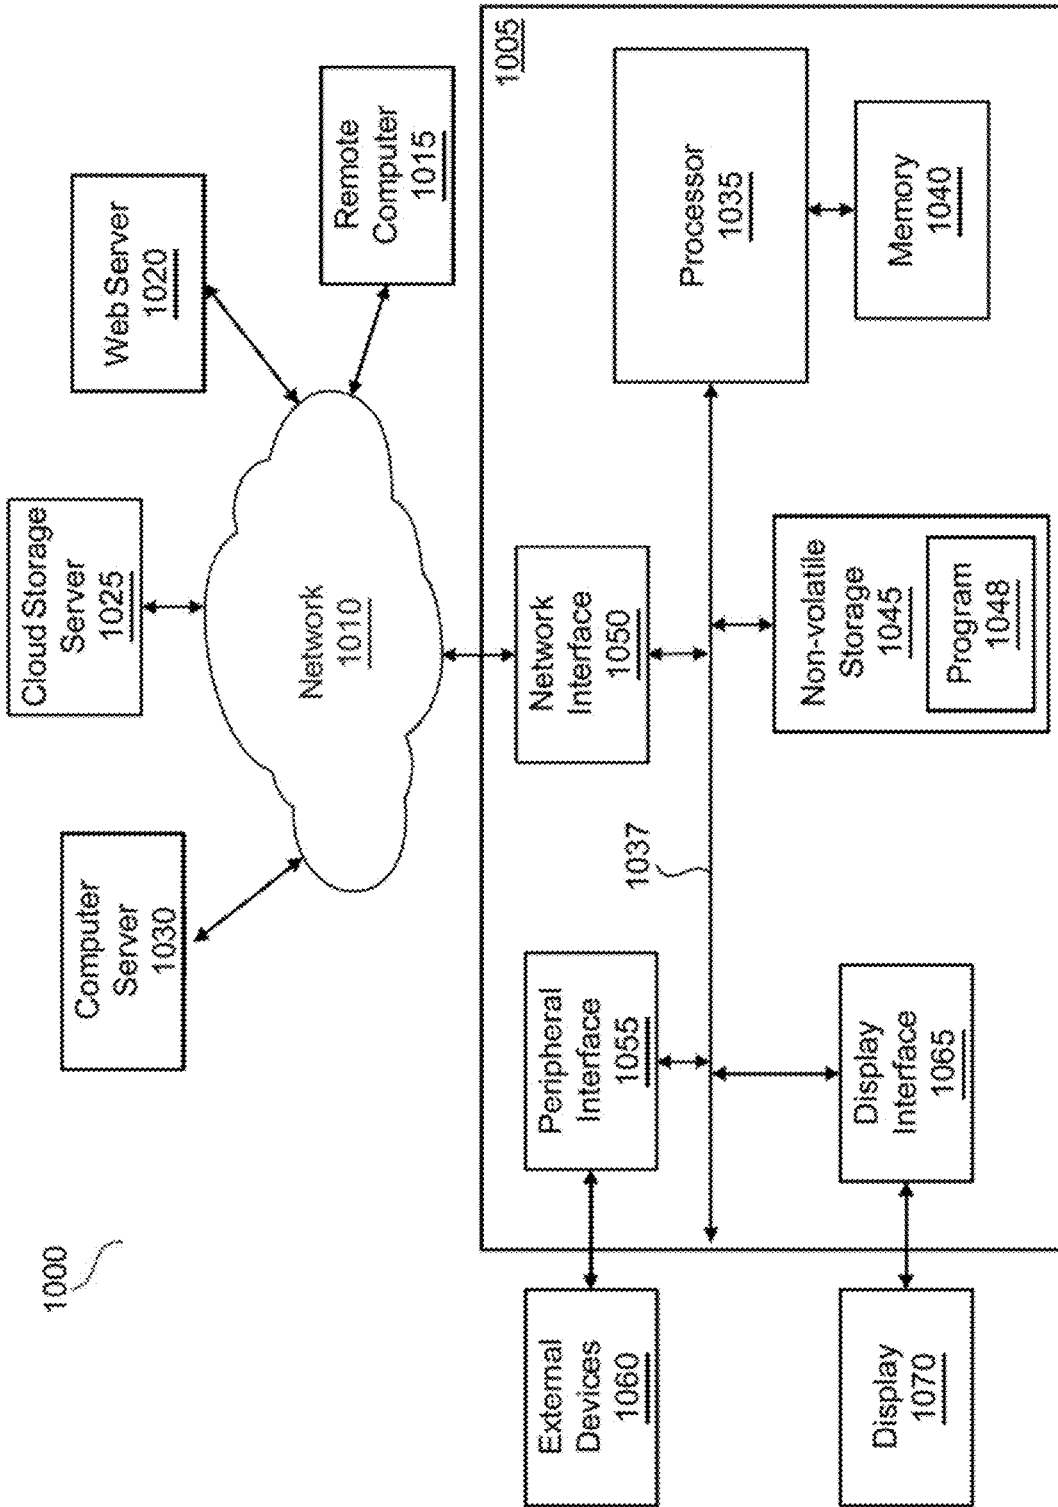 1000
Computer
Server
1030
Cloud Storage
Server
1025
Web Server
1020
Remote
Computer
1015
Network
1010
1005
External
Devices
1060
Peripheral
Interface
1055
Network
Interface
1050
Processor
1035
1037
Display
1070
Display
Interface
1065
Non-volatile
Storage
1045
Program
1048
Memory
1040